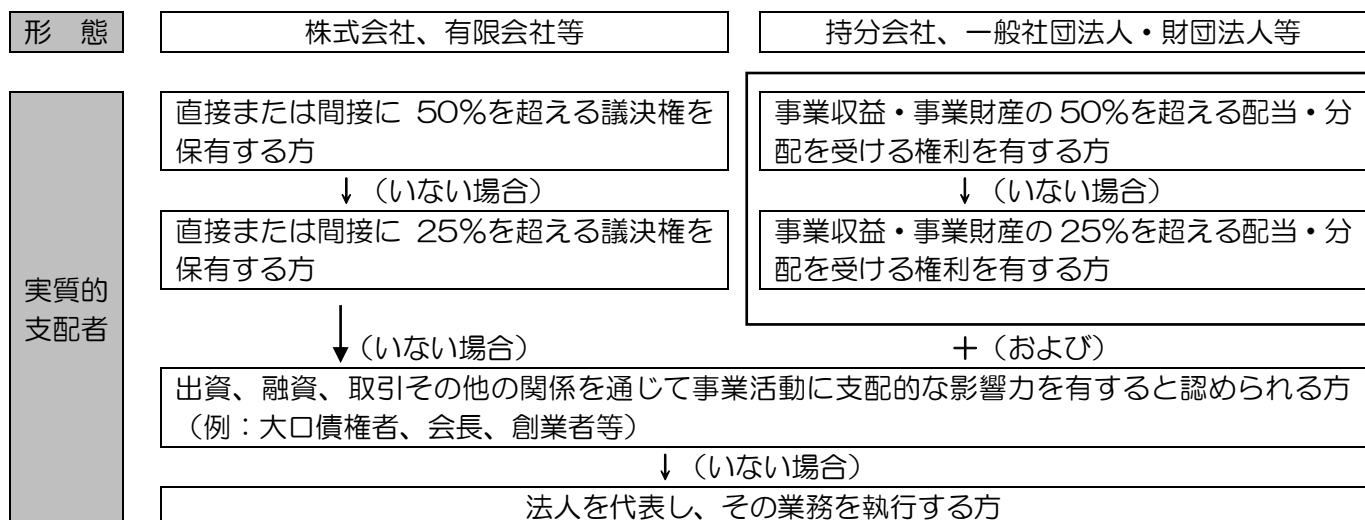 形　態
株式会社、有限会社等
持分会社、一般社団法人・財団法人等
実質的
支配者
直接または間接に 50%を超える議決権を
保有する方
↓（いない場合）
直接または間接に 25%を超える議決権を
保有する方
↓（いない場合）
事業収益・事業財産の 50%を超える配当・分
配を受ける権利を有する方
↓（いない場合）
事業収益・事業財産の 25%を超える配当・分
配を受ける権利を有する方
＋（および）
出資、融資、取引その他の関係を通じて事業活動に支配的な影響力を有すると認められる方
（例：大口債権者、会長、創業者等）
↓（いない場合）
法人を代表し、その業務を執行する方